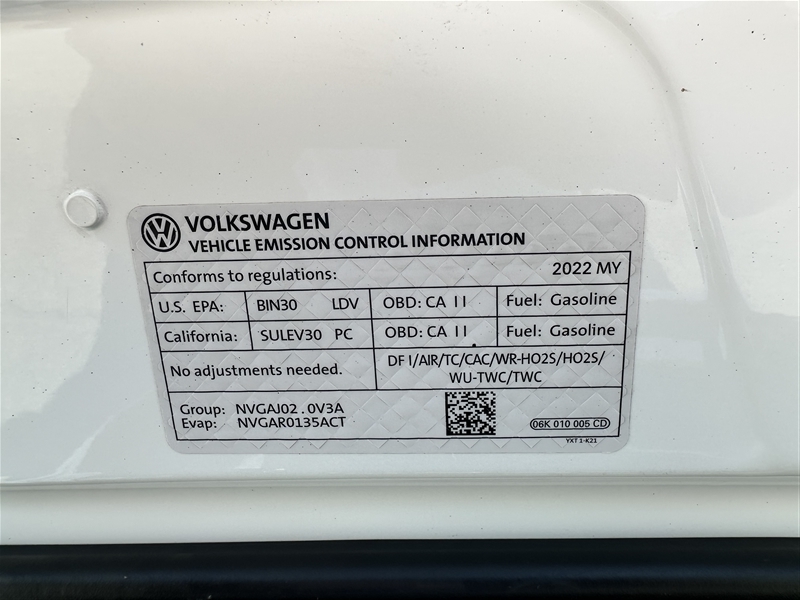 VOLKSWAGEN
VEHICLE EMISSION CONTROL INFORMATION
Conforms to regulations: 2022 MY
U.S. EPA: BIN30 LDV OBD: CA II Fuel: Gasoline
California: SULEV30 PC OBD: CA II Fuel: Gasoline
No adjustments needed. DFI/AIR/TC/CAC/WR-HO2S/HO2S/
WU-TWC/TWC
Group: NVGAJ02.0V3A
Evap: NVGAR0135ACT
06K 010 005 CD
YXT 1-K21